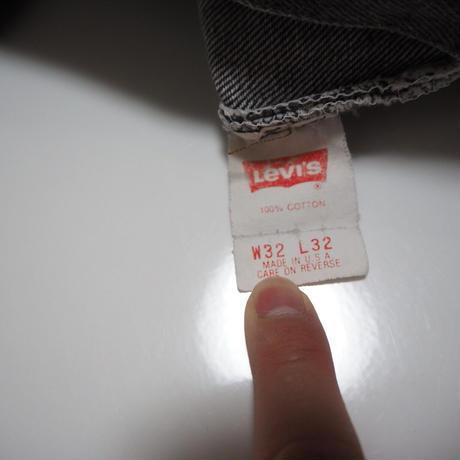 Levi's
®
100% COTTON
W32 L32
MADE IN U.S.A.
CARE ON REVERSE